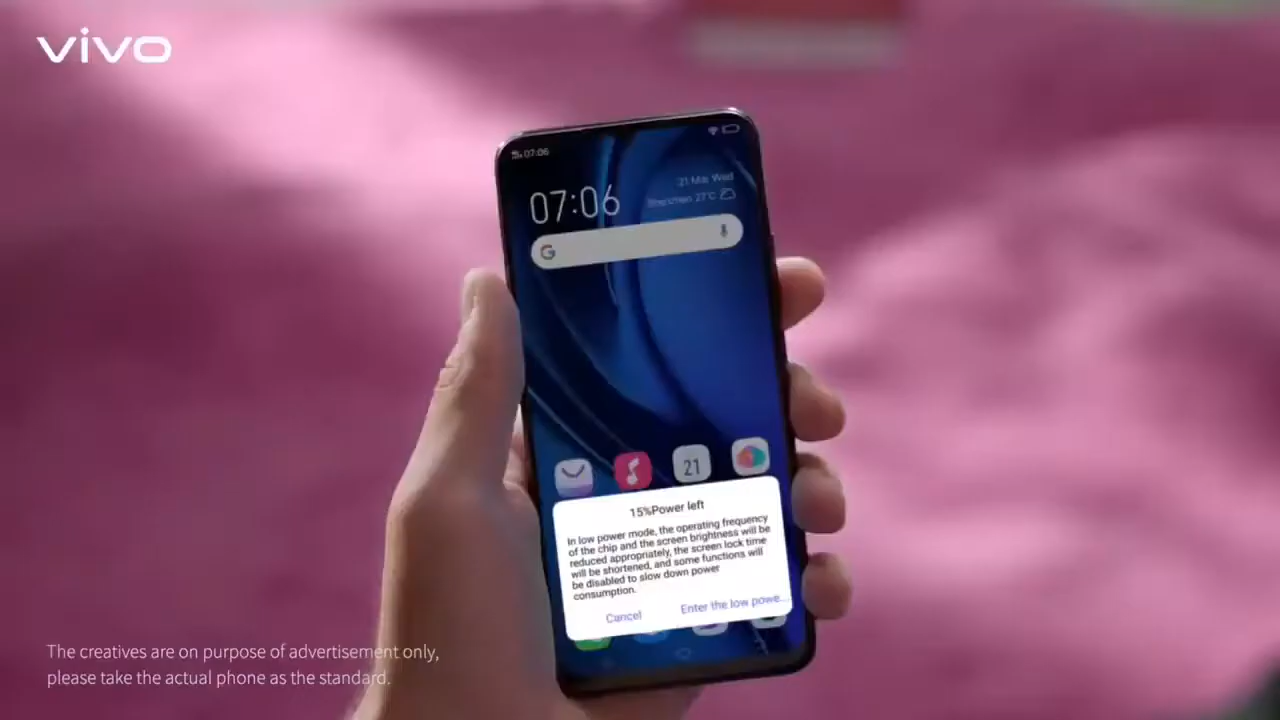 vivo
07:06
21 Mar Wed
07:06
Shenzhen 27°C
G
21
15%Power left
In low power mode, the operating frequency
of the chip and the screen brightness will be
reduced appropriately, the screen lock time
will be shortened, and some functions will
be disabled to slow down power
consumption.
Cancel
Enter the low powe...
The creatives are on purpose of advertisement only,
please take the actual phone as the standard.